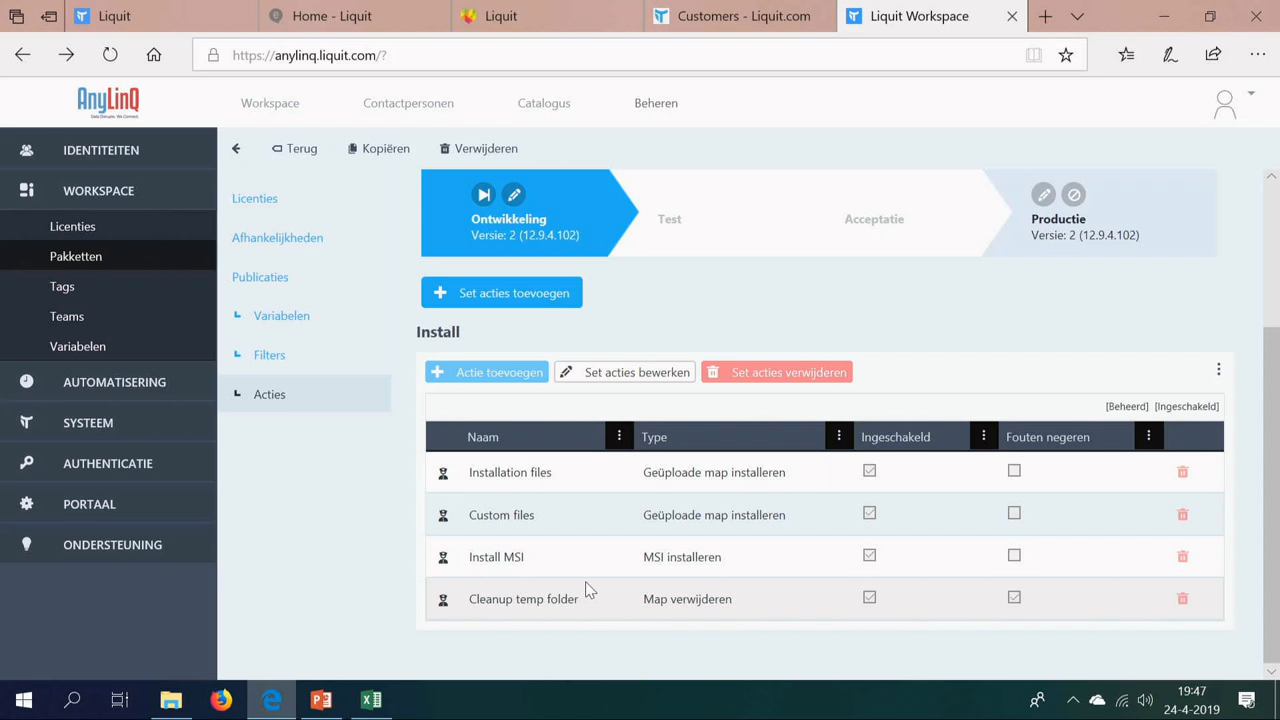 Liquit
Home - Liquit
Liquit
Customers - Liquit.com
Liquit Workspace
https://anylinq.liquit.com/?
AnyLinQ
Data Disrupts. We Connect.
Workspace
Contactpersonen
Catalogus
Beheren
IDENTITEITEN
WORKSPACE
Licenties
Pakketten
Tags
Teams
Variabelen
AUTOMATISERING
SYSTEEM
AUTHENTICATIE
PORTAAL
ONDERSTEUNING
Terug
Kopiëren
Verwijderen
Licenties
Afhankelijkheden
Publicaties
Variabelen
Filters
Acties
Ontwikkeling
Versie: 2 (12.9.4.102)
Test
Acceptatie
Productie
Versie: 2 (12.9.4.102)
Set acties toevoegen
Install
Actie toevoegen
Set acties bewerken
Set acties verwijderen
[Beheerd] [Ingeschakeld]
Naam Type Ingeschakeld Fouten negeren
Installation files Geüploade map installeren
Custom files Geüploade map installeren
Install MSI MSI installeren
Cleanup temp folder Map verwijderen
19:47
24-4-2019